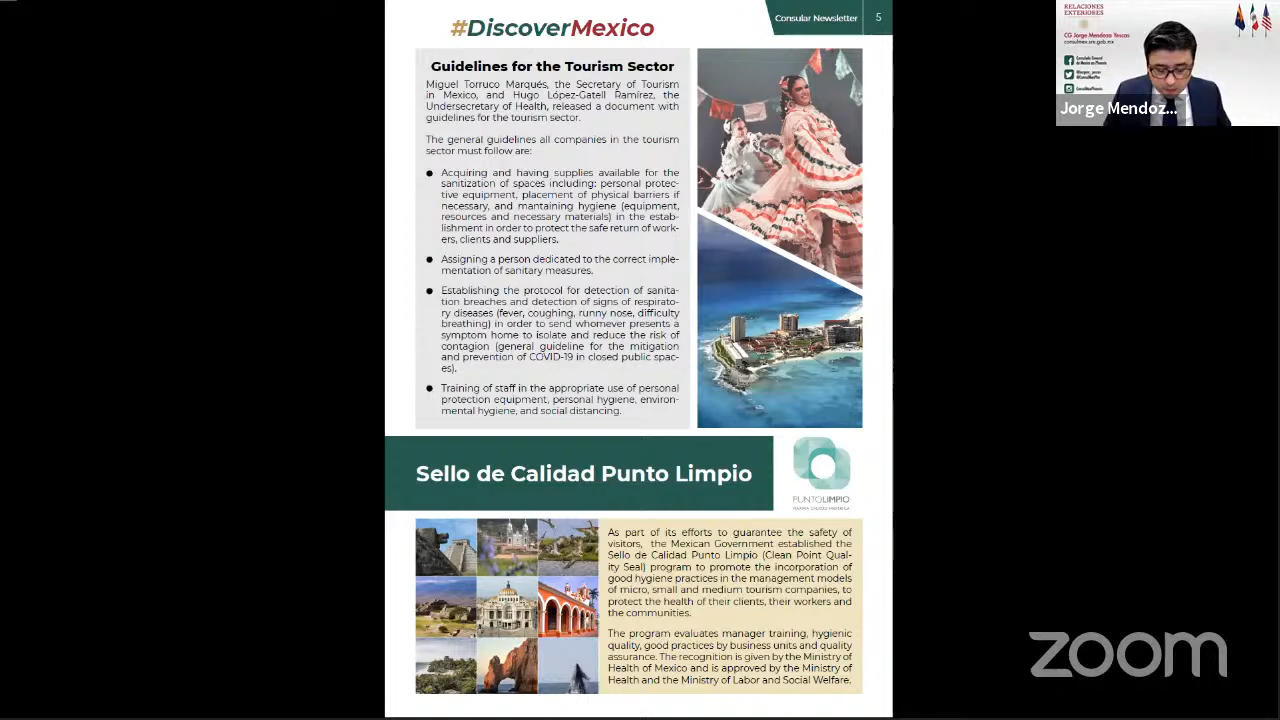 #DiscoverMexico
Consular Newsletter 5
Guidelines for the Tourism Sector
Miguel Torruco Marqués, the Secretary of Tourism
in Mexico, and Hugo López-Gatell Ramírez, the
Undersecretary of Health, released a document with
guidelines for the tourism sector.
The general guidelines all companies in the tourism
sector must follow are:
● Acquiring and having supplies available for the
sanitization of spaces including: personal protec-
tive equipment, placement of physical barriers if
necessary, and mantaining hygiene (equipment,
resources and necessary materials) in the estab-
lishment in order to protect the safe return of work-
ers, clients and suppliers.
● Assigning a person dedicated to the correct imple-
mentation of sanitary measures.
● Establishing the protocol for detection of sanita-
tion breaches and detection of signs of respirato-
ry diseases (fever, coughing, runny nose, difficulty
breathing) in order to send whomever presents a
symptom home to isolate and reduce the risk of
contagion (general guideline for the mitigation
and prevention of COVID-19 in closed public spac-
es).
● Training of staff in the appropriate use of personal
protection equipment, personal hygiene, environ-
mental hygiene, and social distancing.
Sello de Calidad Punto Limpio
PUNTOLIMPIO
As part of its efforts to guarantee the safety of
visitors, the Mexican Government established the
Sello de Calidad Punto Limpio (Clean Point Qual-
ity Seal) program to promote the incorporation of
good hygiene practices in the management models
of micro, small and medium tourism companies, to
protect the health of their clients, their workers and
the communities.
The program evaluates manager training, hygienic
quality, good practices by business units and quality
assurance. The recognition is given by the Ministry of
Health of Mexico and is approved by the Ministry of
Health and the Ministry of Labor and Social Welfare.
RELACIONES
EXTERIORES
CG Jorge Mendoza Yescas
consulmex.sre.gob.mx
Consulado General
de México en Phoenix
Jorge Mendoz...
zoom